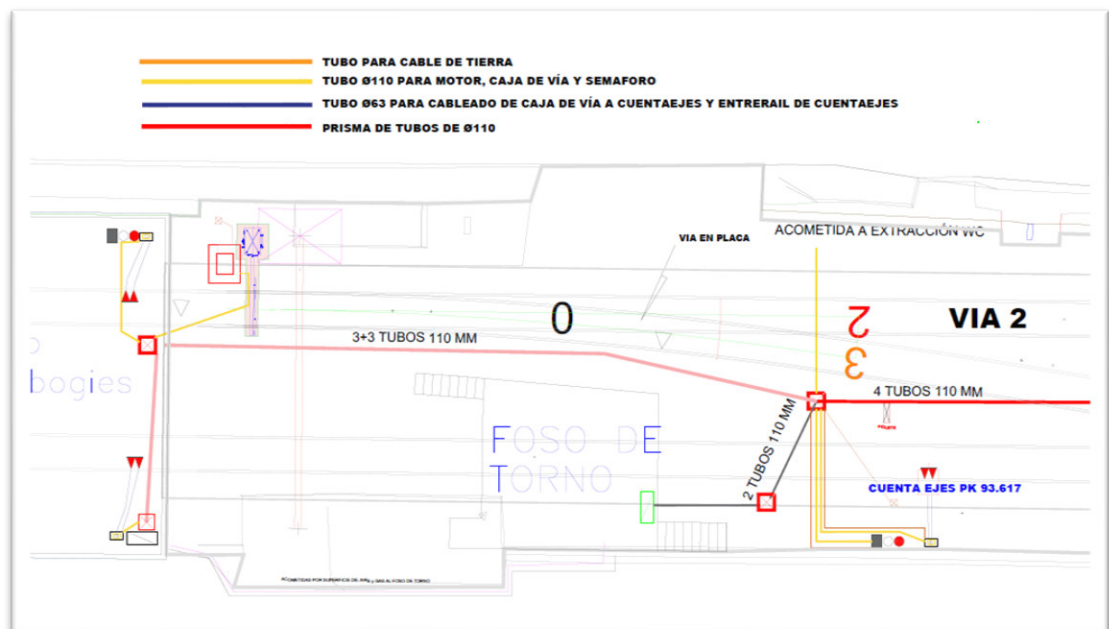 TUBO PARA CABLE DE TIERRA
TUBO Ø110 PARA MOTOR, CAJA DE VÍA Y SEMAFORO
TUBO Ø63 PARA CABLEADO DE CAJA DE VÍA A CUENTAEJES Y ENTRERAIL DE CUENTAEJES
PRISMA DE TUBOS DE Ø110
ACOMETIDA A EXTRACCIÓN WC
VIA EN PLACA
0
2
3
VIA 2
3+3 TUBOS 110 MM
bogies
4 TUBOS 110 MM
2 TUBOS 110 MM
FOSO DE
TORNO
CUENTA EJES PK 93.617